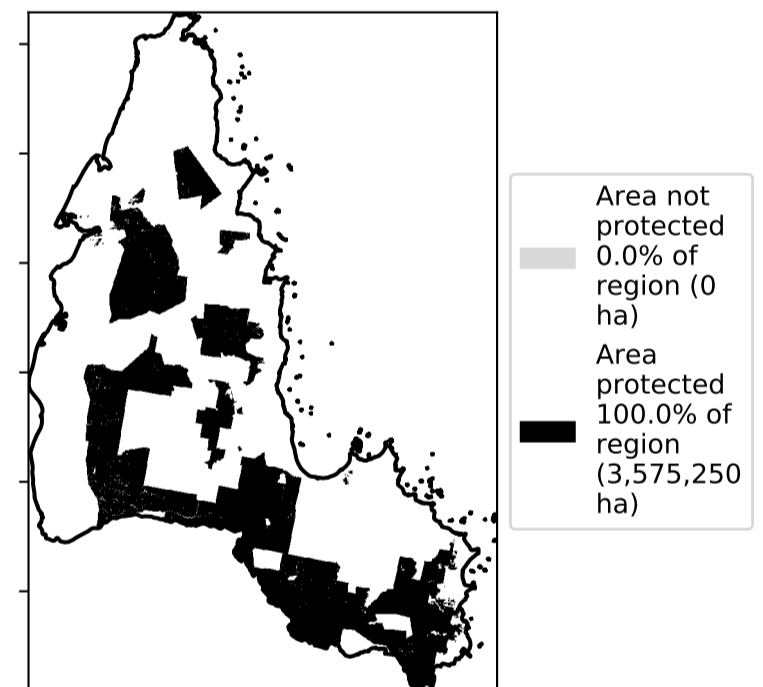 Area not
protected
0.0% of
region (0
ha)
Area
protected
100.0% of
region
(3,575,250
ha)